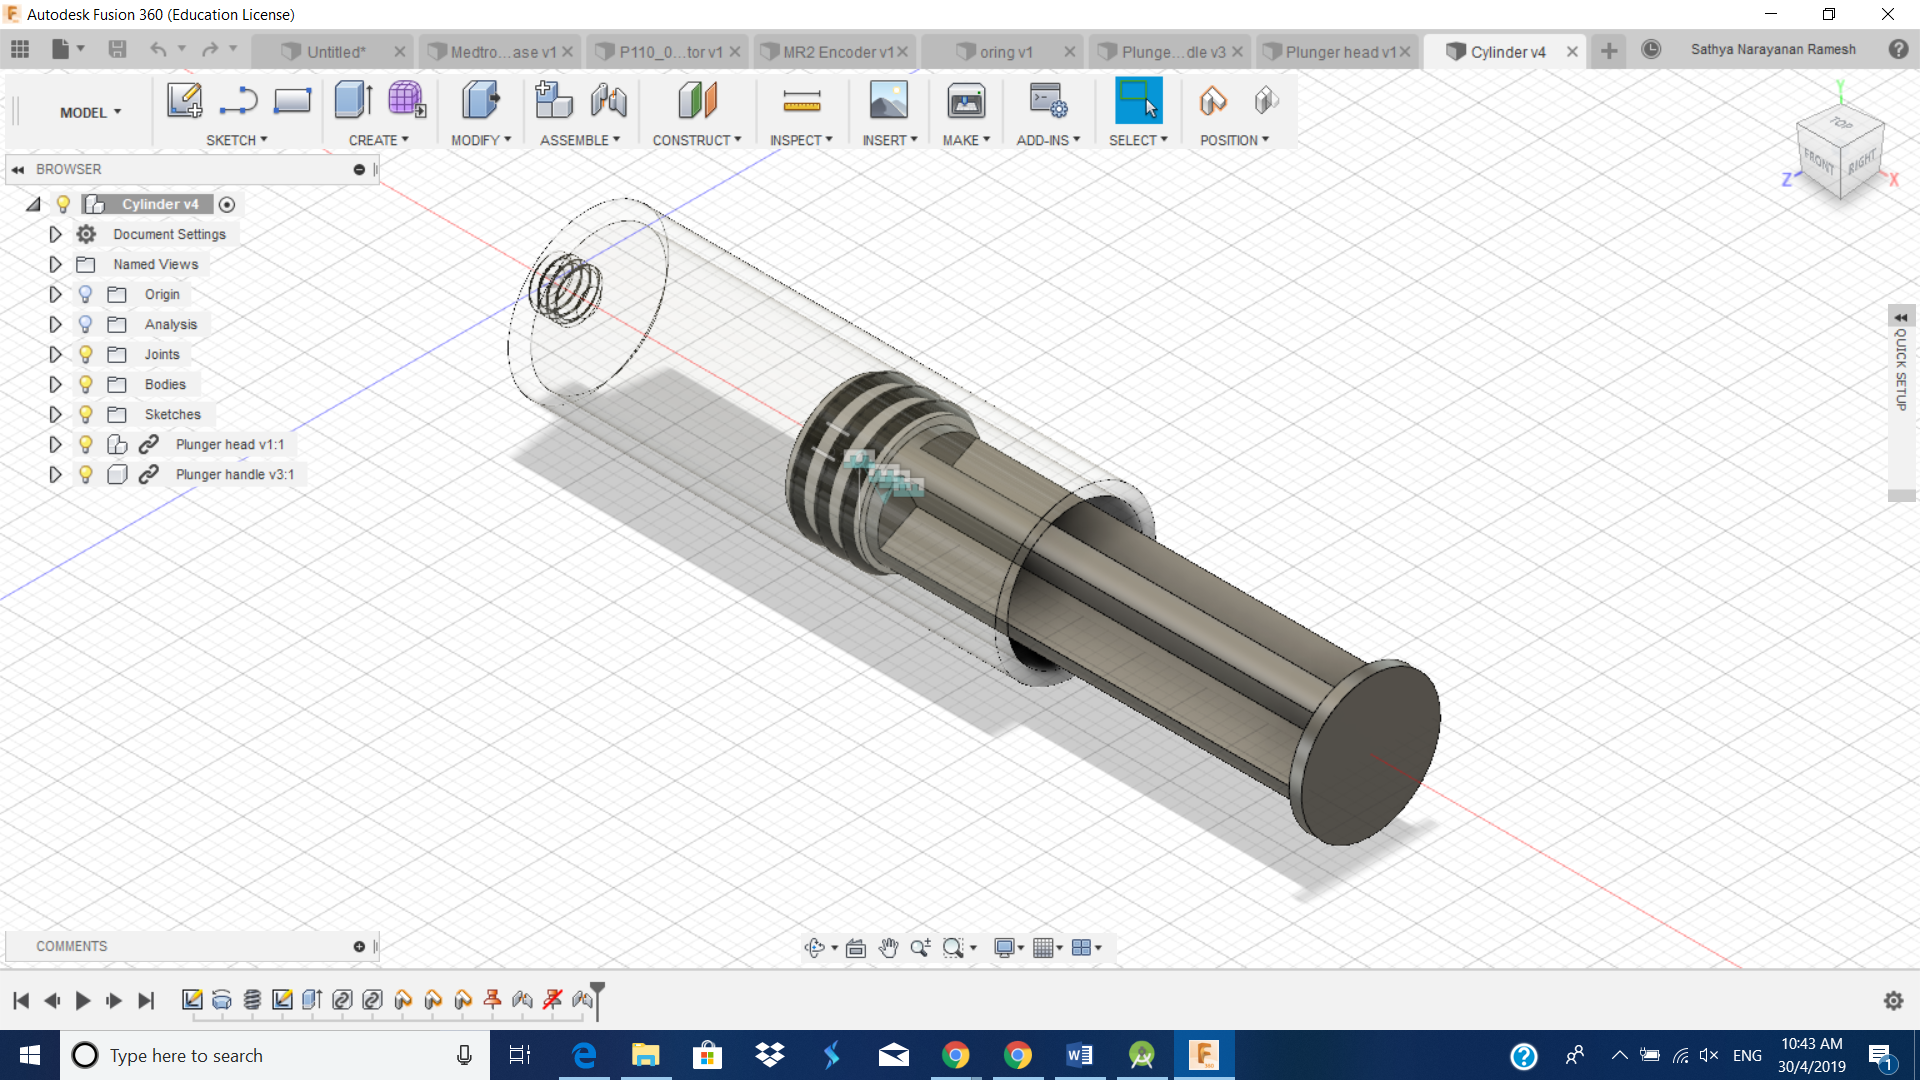 Autodesk Fusion 360 (Education License)
Untitled*
Medtro...ase v1
P110_0...tor v1
MR2 Encoder v1
oring v1
Plunge...dle v3
Plunger head v1
Cylinder v4
Sathya Narayanan Ramesh
MODEL
SKETCH
CREATE
MODIFY
ASSEMBLE
CONSTRUCT
INSPECT
INSERT
MAKE
ADD-INS
SELECT
POSITION
Y
TOP
FRONT
RIGHT
Z
X
BROWSER
Cylinder v4
Document Settings
Named Views
Origin
Analysis
Joints
Bodies
Sketches
Plunger head v1:1
Plunger handle v3:1
QUICK SETUP
COMMENTS
Type here to search
ENG
10:43 AM
30/4/2019
1